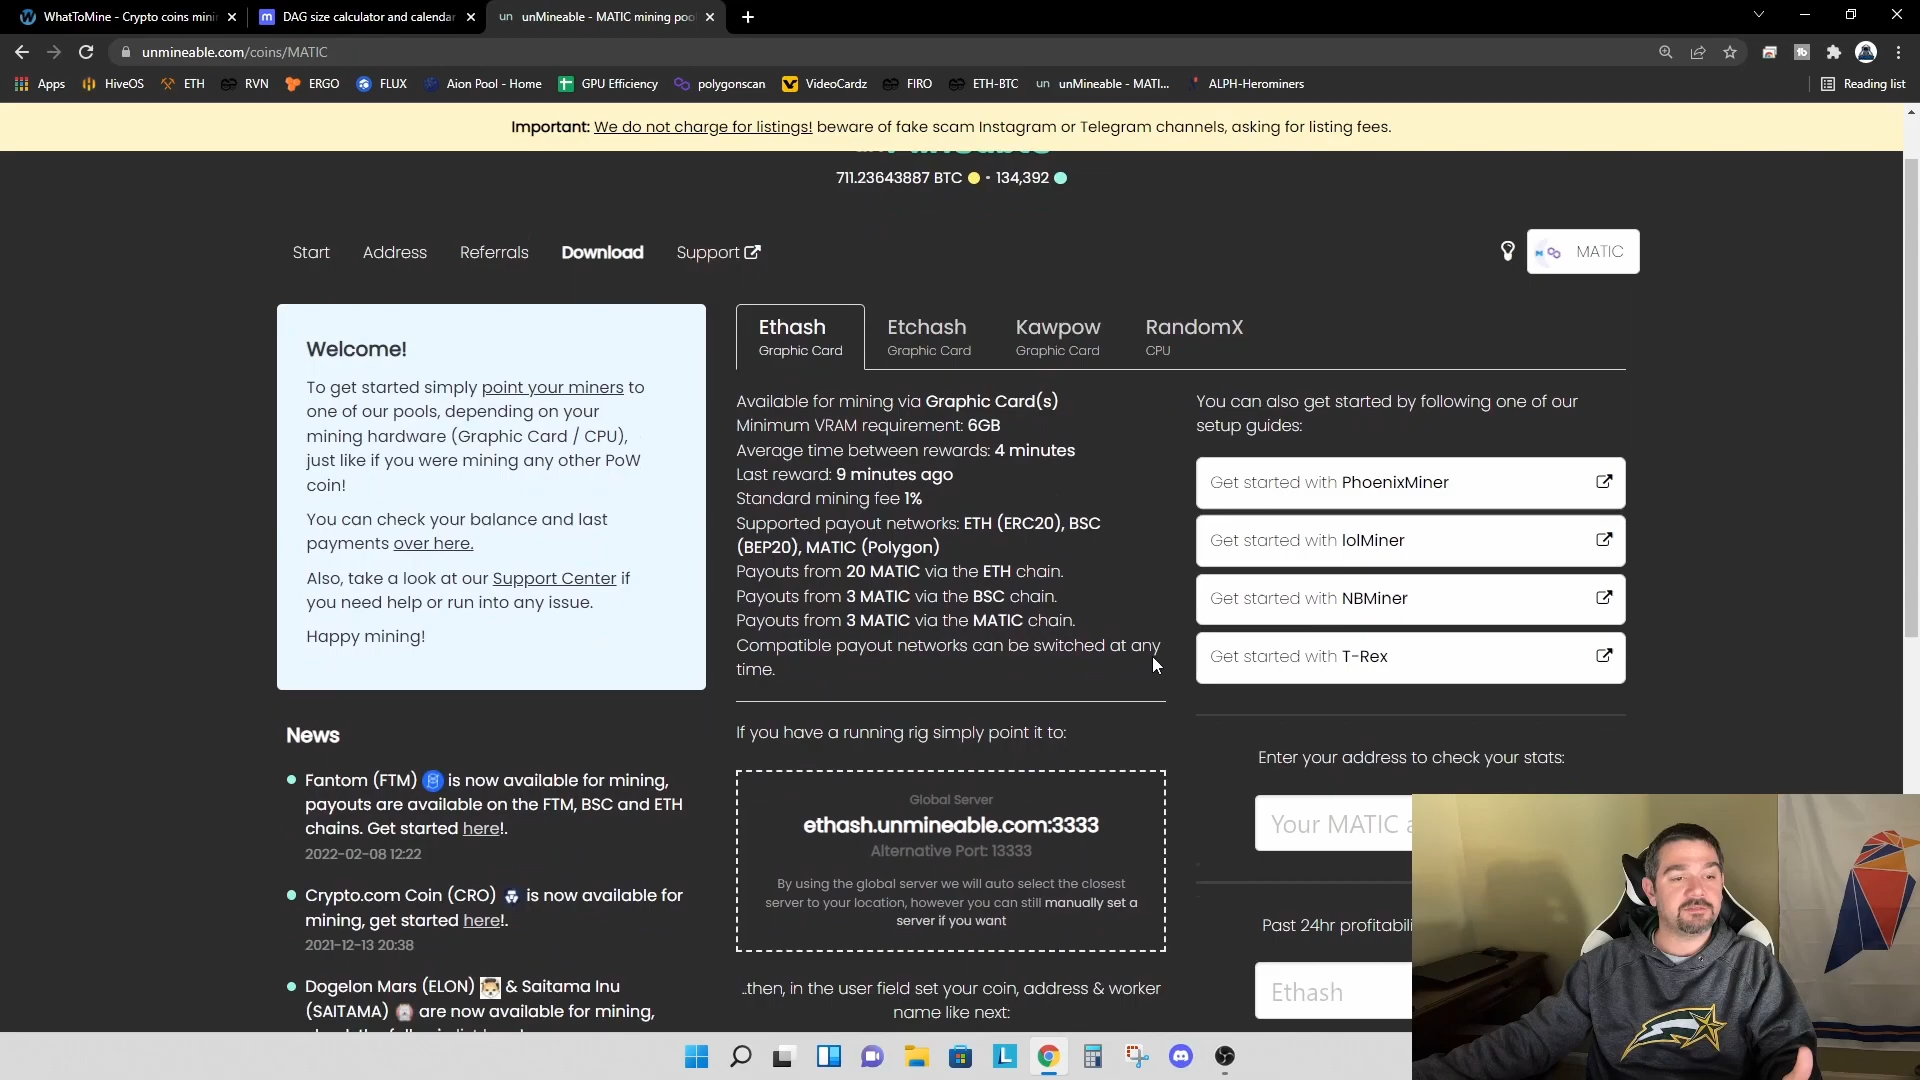 WhatToMine - Crypto coins mini
DAG size calculator and calendar
un unMineable - MATIC mining poo
unmineable.com/coins/MATIC
Apps HiveOS ETH RVN ERGO FLUX Aion Pool - Home GPU Efficiency polygonscan VideoCardz FIRO ETH-BTC un unMineable - MATI... ALPH-Herominers Reading list
Important: We do not charge for listings! beware of fake scam Instagram or Telegram channels, asking for listing fees.
711.23643887 BTC • 134,392
Start Address Referrals Download Support
MATIC
Welcome!
To get started simply point your miners to
one of our pools, depending on your
mining hardware (Graphic Card / CPU),
just like if you were mining any other PoW
coin!
You can check your balance and last
payments over here.
Also, take a look at our Support Center if
you need help or run into any issue.
Happy mining!
News
Fantom (FTM) is now available for mining,
payouts are available on the FTM, BSC and ETH
chains. Get started here!.
2022-02-08 12:22
Crypto.com Coin (CRO) is now available for
mining, get started here!.
2021-12-13 20:38
Dogelon Mars (ELON) & Saitama Inu
(SAITAMA) are now available for mining,
Ethash
Graphic Card
Etchash
Graphic Card
Kawpow
Graphic Card
RandomX
CPU
Available for mining via Graphic Card(s)
Minimum VRAM requirement: 6GB
Average time between rewards: 4 minutes
Last reward: 9 minutes ago
Standard mining fee 1%
Supported payout networks: ETH (ERC20), BSC
(BEP20), MATIC (Polygon)
Payouts from 20 MATIC via the ETH chain.
Payouts from 3 MATIC via the BSC chain.
Payouts from 3 MATIC via the MATIC chain.
Compatible payout networks can be switched at any
time.
If you have a running rig simply point it to:
Global Server
ethash.unmineable.com:3333
Alternative Port: 13333
By using the global server we will auto select the closest
server to your location, however you can still manually set a
server if you want
..then, in the user field set your coin, address & worker
name like next:
You can also get started by following one of our
setup guides:
Get started with PhoenixMiner
Get started with lolMiner
Get started with NBMiner
Get started with T-Rex
Enter your address to check your stats:
Your MATIC a
Past 24hr profitabili
Ethash